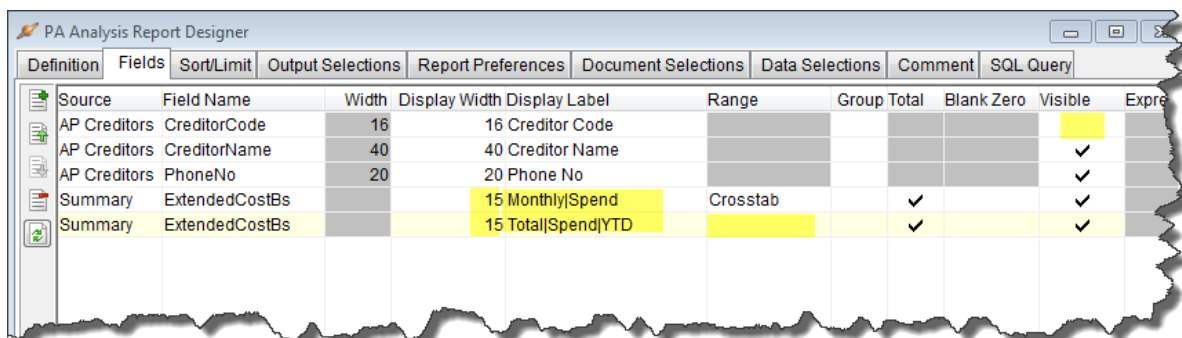 PA Analysis Report Designer
Definition Fields Sort/Limit Output Selections Report Preferences Document Selections Data Selections Comment SQL Query
Source Field Name Width Display Width Display Label Range Group Total Blank Zero Visible Expre
AP Creditors CreditorCode 16 16 Creditor Code
AP Creditors CreditorName 40 40 Creditor Name ✓
AP Creditors PhoneNo 20 20 Phone No ✓
Summary ExtendedCostBs 15 Monthly|Spend Crosstab ✓ ✓
Summary ExtendedCostBs 15 Total|Spend|YTD ✓ ✓